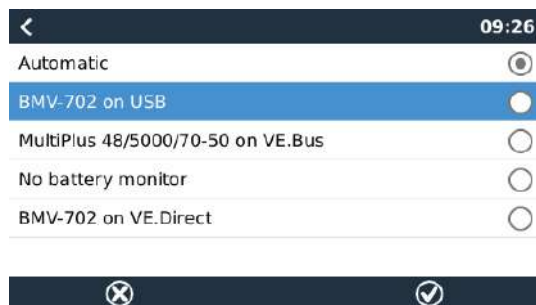 09:26
Automatic
BMV-702 on USB
MultiPlus 48/5000/70-50 on VE.Bus
No battery monitor
BMV-702 on VE.Direct